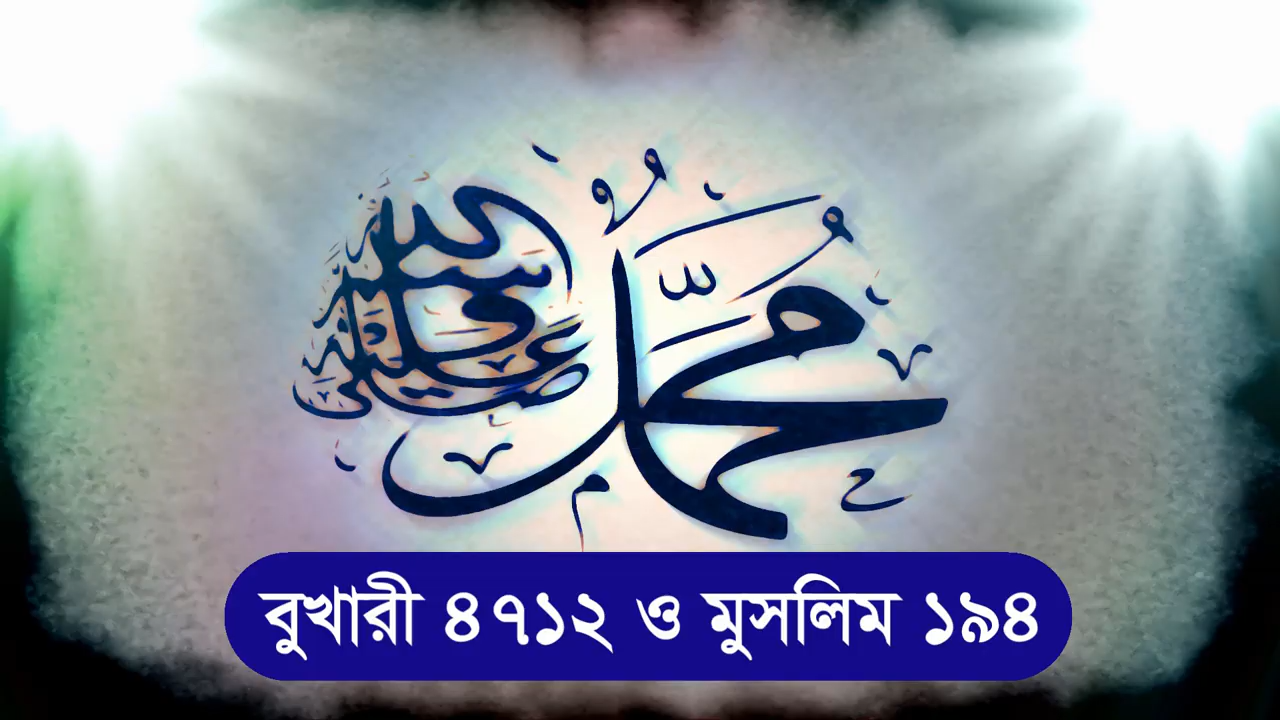 محمد
صلى الله عليه وسلم
বুখারী ৪৭১২ ও মুসলিম ১৯৪